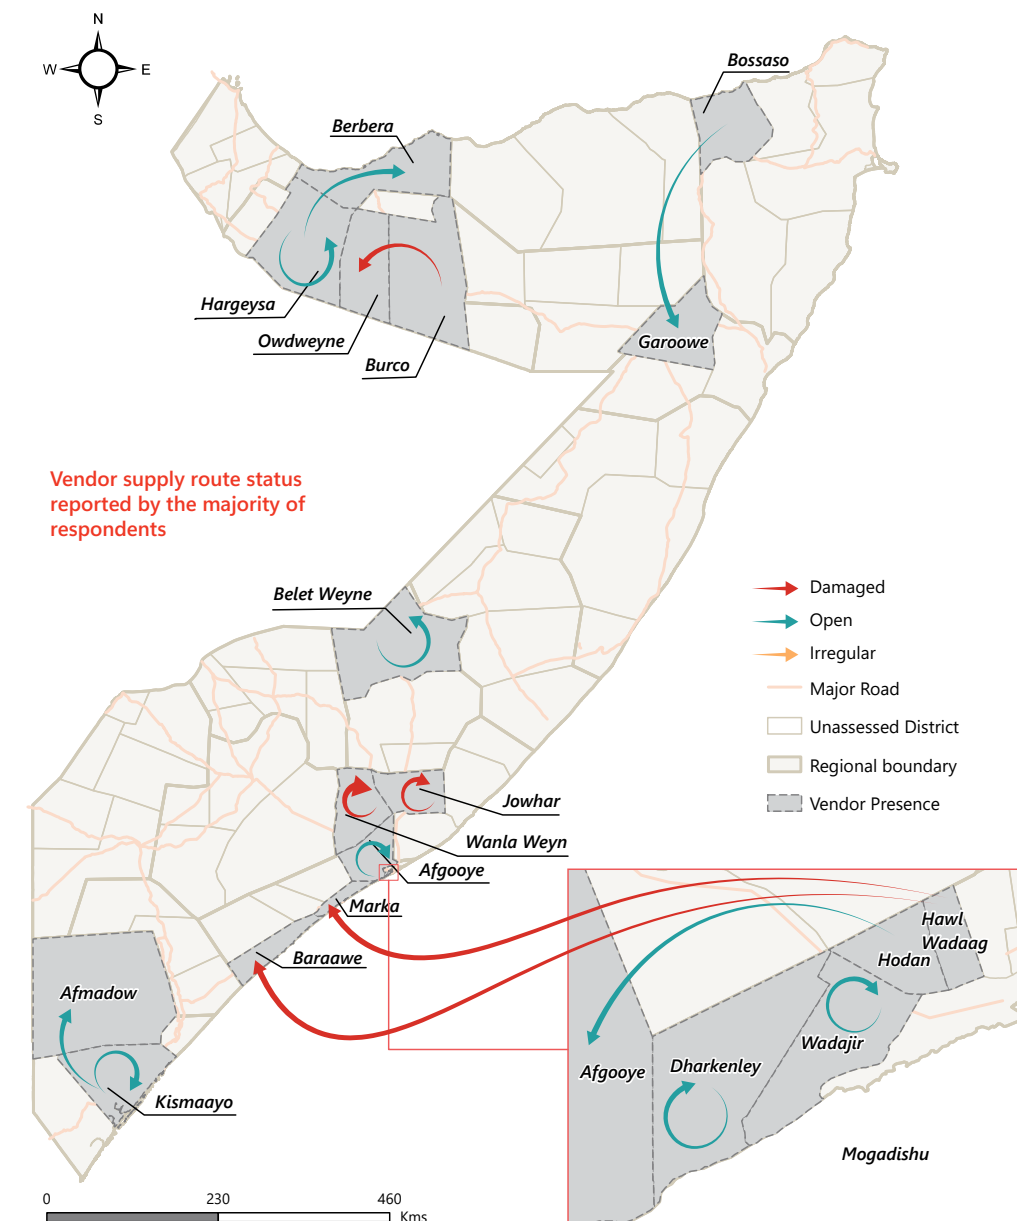 N
W
E
S
Bossaso
Berbera
Hargeysa
Owdweyne
Burco
Garoowe
Vendor supply route status
reported by the majority of
respondents
Belet Weyne
Damaged
Open
Irregular
Major Road
Unassessed District
Regional boundary
Vendor Presence
Jowhar
Wanla Weyn
Afgooye
Marka
Baraawe
Afmadow
Kismaayo
Hawl
Wadaag
Hodan
Wadajir
Afgooye
Dharkenley
Mogadishu
0
230
460
Kms